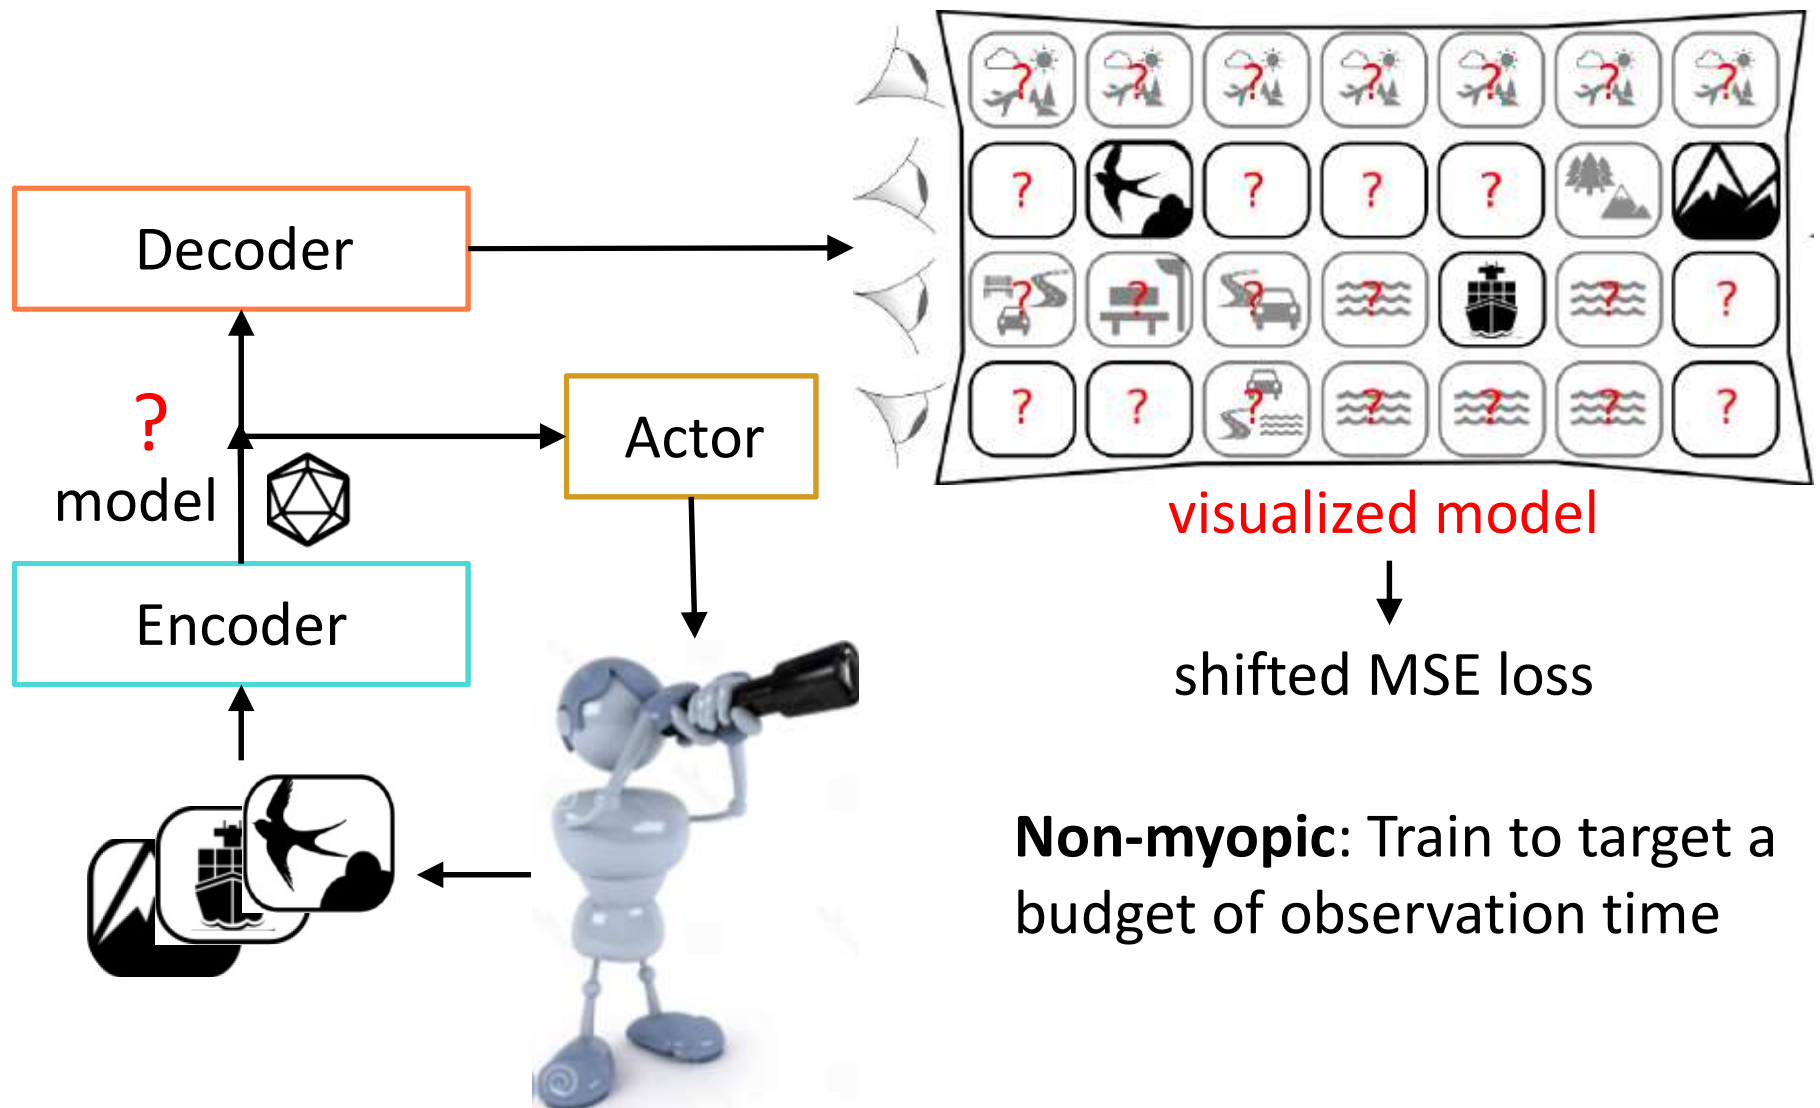 ? ? ? ? ? ? ?
? ? ? ?
? ? ? ? ? ?
? ? ? ? ? ? ?
Decoder
?
model
Actor
Encoder
visualized model
shifted MSE loss
Non-myopic: Train to target a
budget of observation time